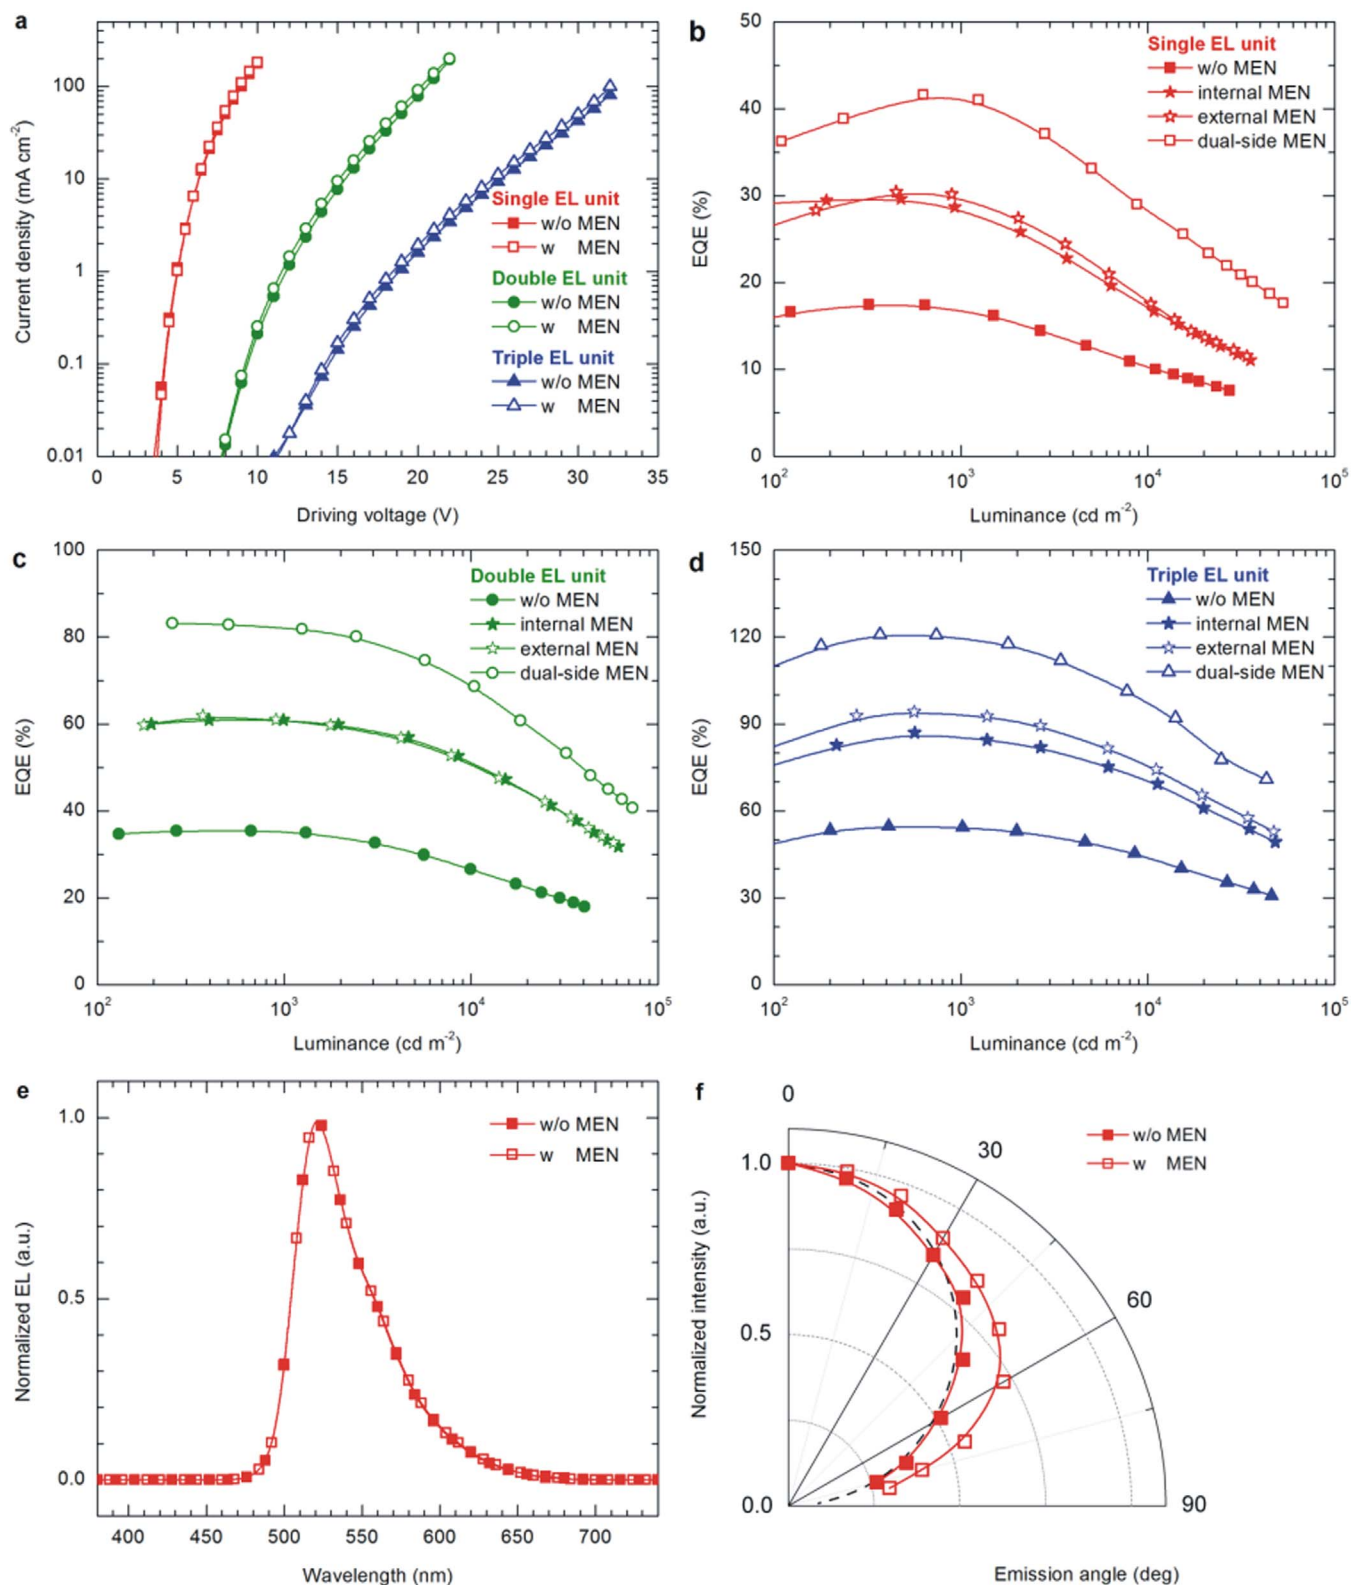 a
100
10
1
0.1
0.01
0 5 10 15 20 25 30 35
Current density (mA cm⁻²)
Driving voltage (V)
Single EL unit
w/o MEN
w MEN
Double EL unit
w/o MEN
w MEN
Triple EL unit
w/o MEN
w MEN
b
50
40
30
20
10
0
10² 10³ 10⁴ 10⁵
EQE (%)
Luminance (cd m⁻²)
Single EL unit
w/o MEN
internal MEN
external MEN
dual-side MEN
c
100
80
60
40
20
0
10² 10³ 10⁴ 10⁵
EQE (%)
Luminance (cd m⁻²)
Double EL unit
w/o MEN
internal MEN
external MEN
dual-side MEN
d
150
120
90
60
30
0
10² 10³ 10⁴ 10⁵
EQE (%)
Luminance (cd m⁻²)
Triple EL unit
w/o MEN
internal MEN
external MEN
dual-side MEN
e
1.0
0.5
0.0
400 450 500 550 600 650 700
Normalized EL (a.u.)
Wavelength (nm)
w/o MEN
w MEN
f
0
30
60
90
1.0
0.5
0.0
Normalized intensity (a.u.)
Emission angle (deg)
w/o MEN
w MEN